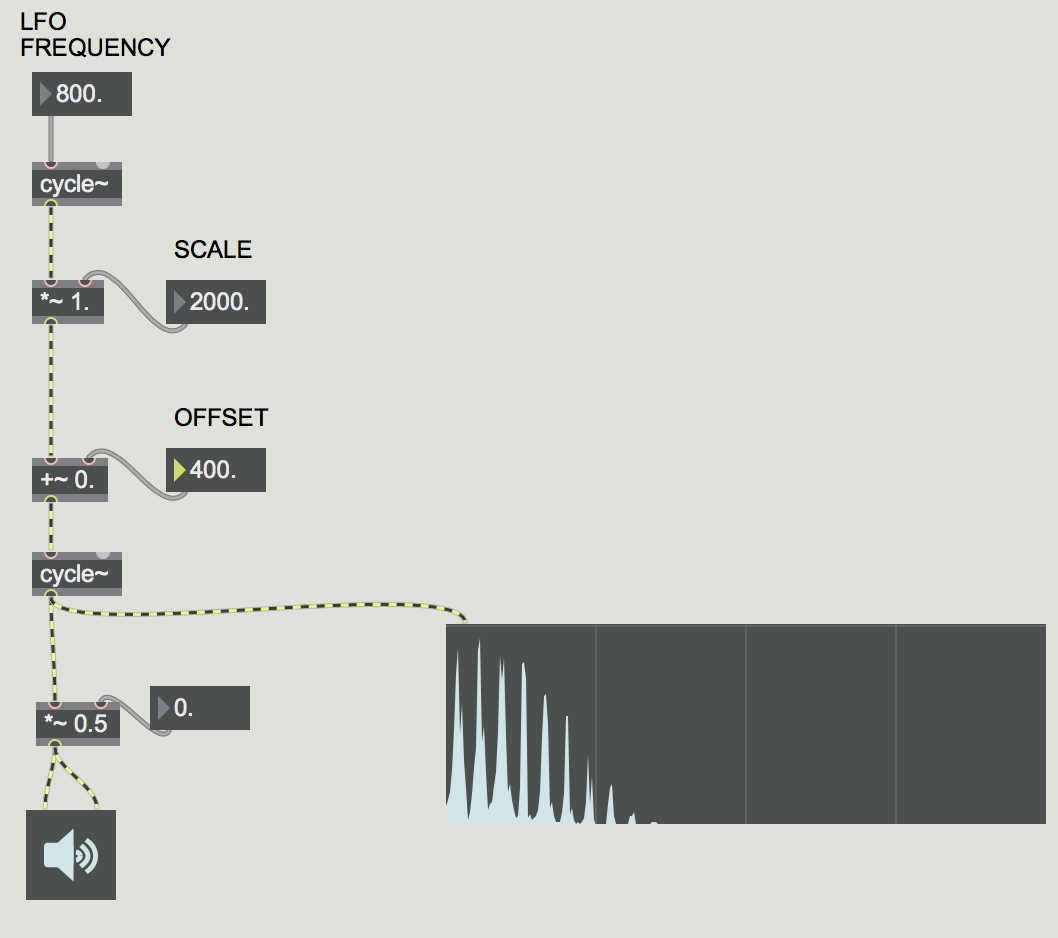 LFO
FREQUENCY
800.
cycle~
SCALE
*~ 1.
2000.
OFFSET
+~ 0.
400.
cycle~
*~ 0.5
0.